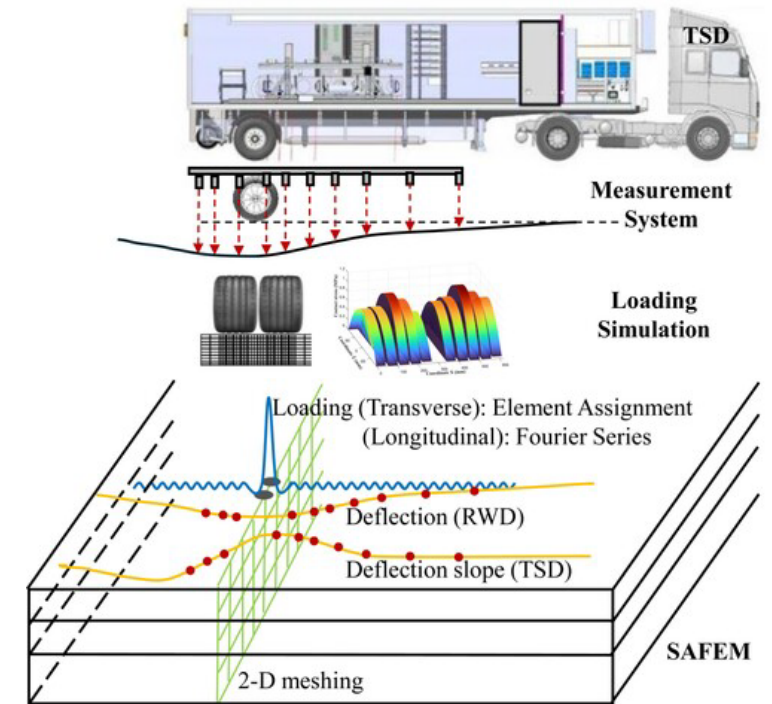 TSD
Measurement
System
Loading
Simulation
Loading (Transverse): Element Assignment
(Longitudinal): Fourier Series
Deflection (RWD)
Deflection slope (TSD)
SAFEM
2-D meshing